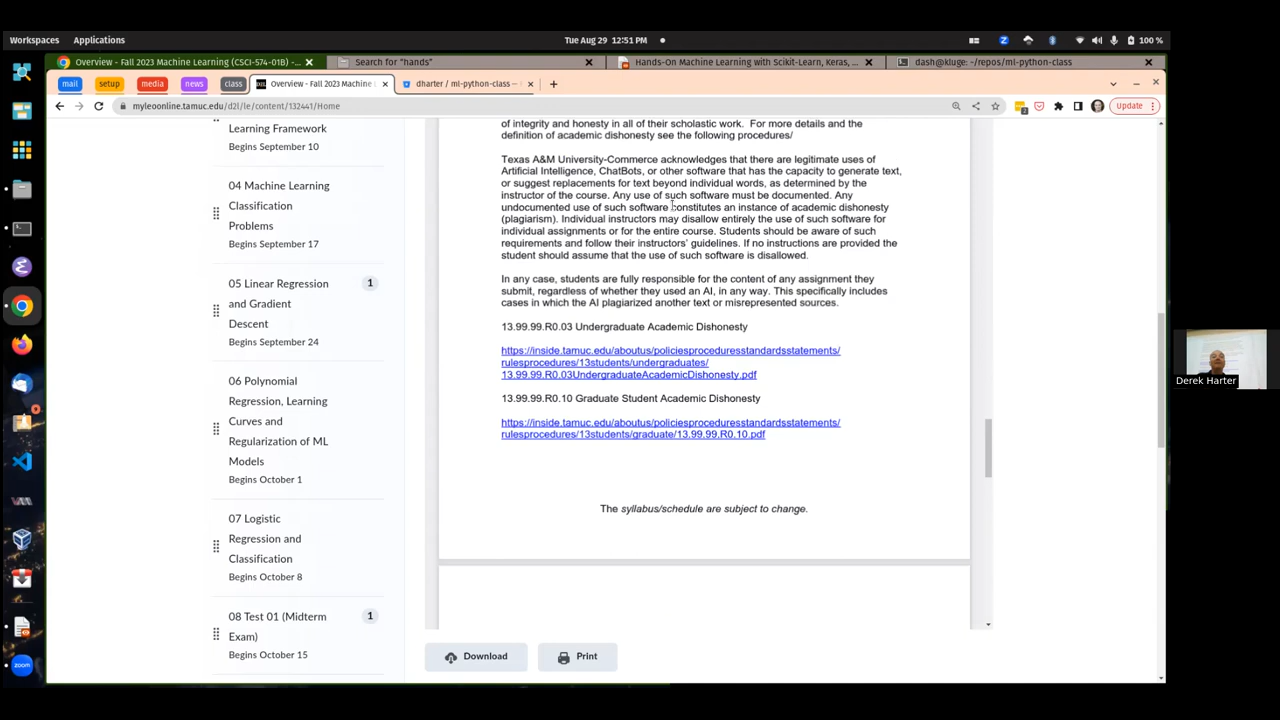 Workspaces Applications Tue Aug 29 12:51 PM 100 %
Overview - Fall 2023 Machine Learning (CSCI-574-01B) - Search for "hands" Hands-On Machine Learning with Scikit-Learn, Keras, ... dash@kluge: ~/repos/ml-python-class
mail setup media news class Overview - Fall 2023 Machine L dharter / ml-python-class —
myleoonline.tamuc.edu/d2l/le/content/132441/Home Update
Learning Framework
Begins September 10
04 Machine Learning
Classification
Problems
Begins September 17
05 Linear Regression 1
and Gradient
Descent
Begins September 24
06 Polynomial
Regression, Learning
Curves and
Regularization of ML
Models
Begins October 1
07 Logistic
Regression and
Classification
Begins October 8
08 Test 01 (Midterm 1
Exam)
Begins October 15
of integrity and honesty in all of their scholastic work. For more details and the
definition of academic dishonesty see the following procedures/
Texas A&M University-Commerce acknowledges that there are legitimate uses of
Artificial Intelligence, ChatBots, or other software that has the capacity to generate text,
or suggest replacements for text beyond individual words, as determined by the
instructor of the course. Any use of such software must be documented. Any
undocumented use of such software constitutes an instance of academic dishonesty
(plagiarism). Individual instructors may disallow entirely the use of such software for
individual assignments or for the entire course. Students should be aware of such
requirements and follow their instructors' guidelines. If no instructions are provided the
student should assume that the use of such software is disallowed.
In any case, students are fully responsible for the content of any assignment they
submit, regardless of whether they used an AI, in any way. This specifically includes
cases in which the AI plagiarized another text or misrepresented sources.
13.99.99.R0.03 Undergraduate Academic Dishonesty
https://inside.tamuc.edu/aboutus/policiesproceduresstandardsstatements/
rulesprocedures/13students/undergraduates/
13.99.99.R0.03UndergraduateAcademicDishonesty.pdf
13.99.99.R0.10 Graduate Student Academic Dishonesty
https://inside.tamuc.edu/aboutus/policiesproceduresstandardsstatements/
rulesprocedures/13students/graduate/13.99.99.R0.10.pdf
The syllabus/schedule are subject to change.
Download Print
Derek Harter
zoom